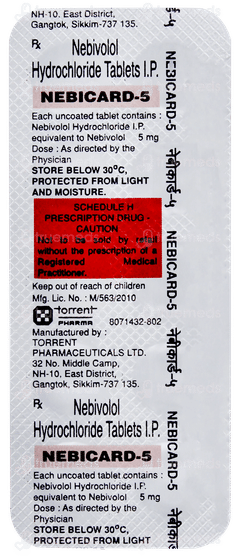 NH-10. East District,
Gangtok, Sikkim-737 135.
Rx Nebivolol
Hydrochloride Tablets I.P.
NEBICARD-5
Each uncoated tablet contains :
Nebivolol Hydrochloride I.P.
equivalent to Nebivolol 5 mg
Dose : As directed by the
Physician
STORE BELOW 30°C,
PROTECTED FROM LIGHT
AND MOISTURE.
SCHEDULE H
PRESCRIPTION DRUG -
CAUTION
Not to be sold by retail
without the prescription of a
Registered Medical
Practitioner.
Keep out of reach of children
Mfg. Lic. No. : M/563/2010
torrent
PHARMA 8071432-802
Manufactured by :
TORRENT
PHARMACEUTICALS LTD.
32 No. Middle Camp,
NH-10. East District,
Gangtok, Sikkim-737 135.
Rx Nebivolol
Hydrochloride Tablets I.P.
NEBICARD-5
Each uncoated tablet contains :
Nebivolol Hydrochloride I.P.
equivalent to Nebivolol 5 mg
Dose : As directed by the
Physician
STORE BELOW 30°C,
PROTECTED FROM LIGHT
NEBICARD-5 नेबीकार्ड-५ NEBICARD-5 नेबीकार्ड-५ NEBICARD-5